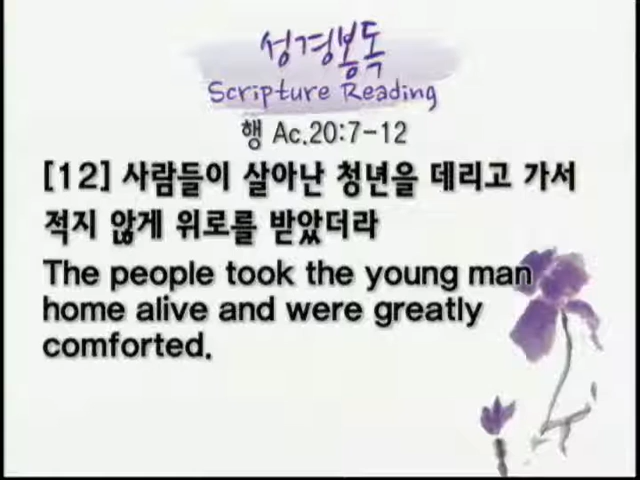 성경봉독
Scripture Reading
행 Ac.20:7-12
[12] 사람들이 살아난 청년을 데리고 가서
적지 않게 위로를 받았더라
The people took the young man
home alive and were greatly
comforted.